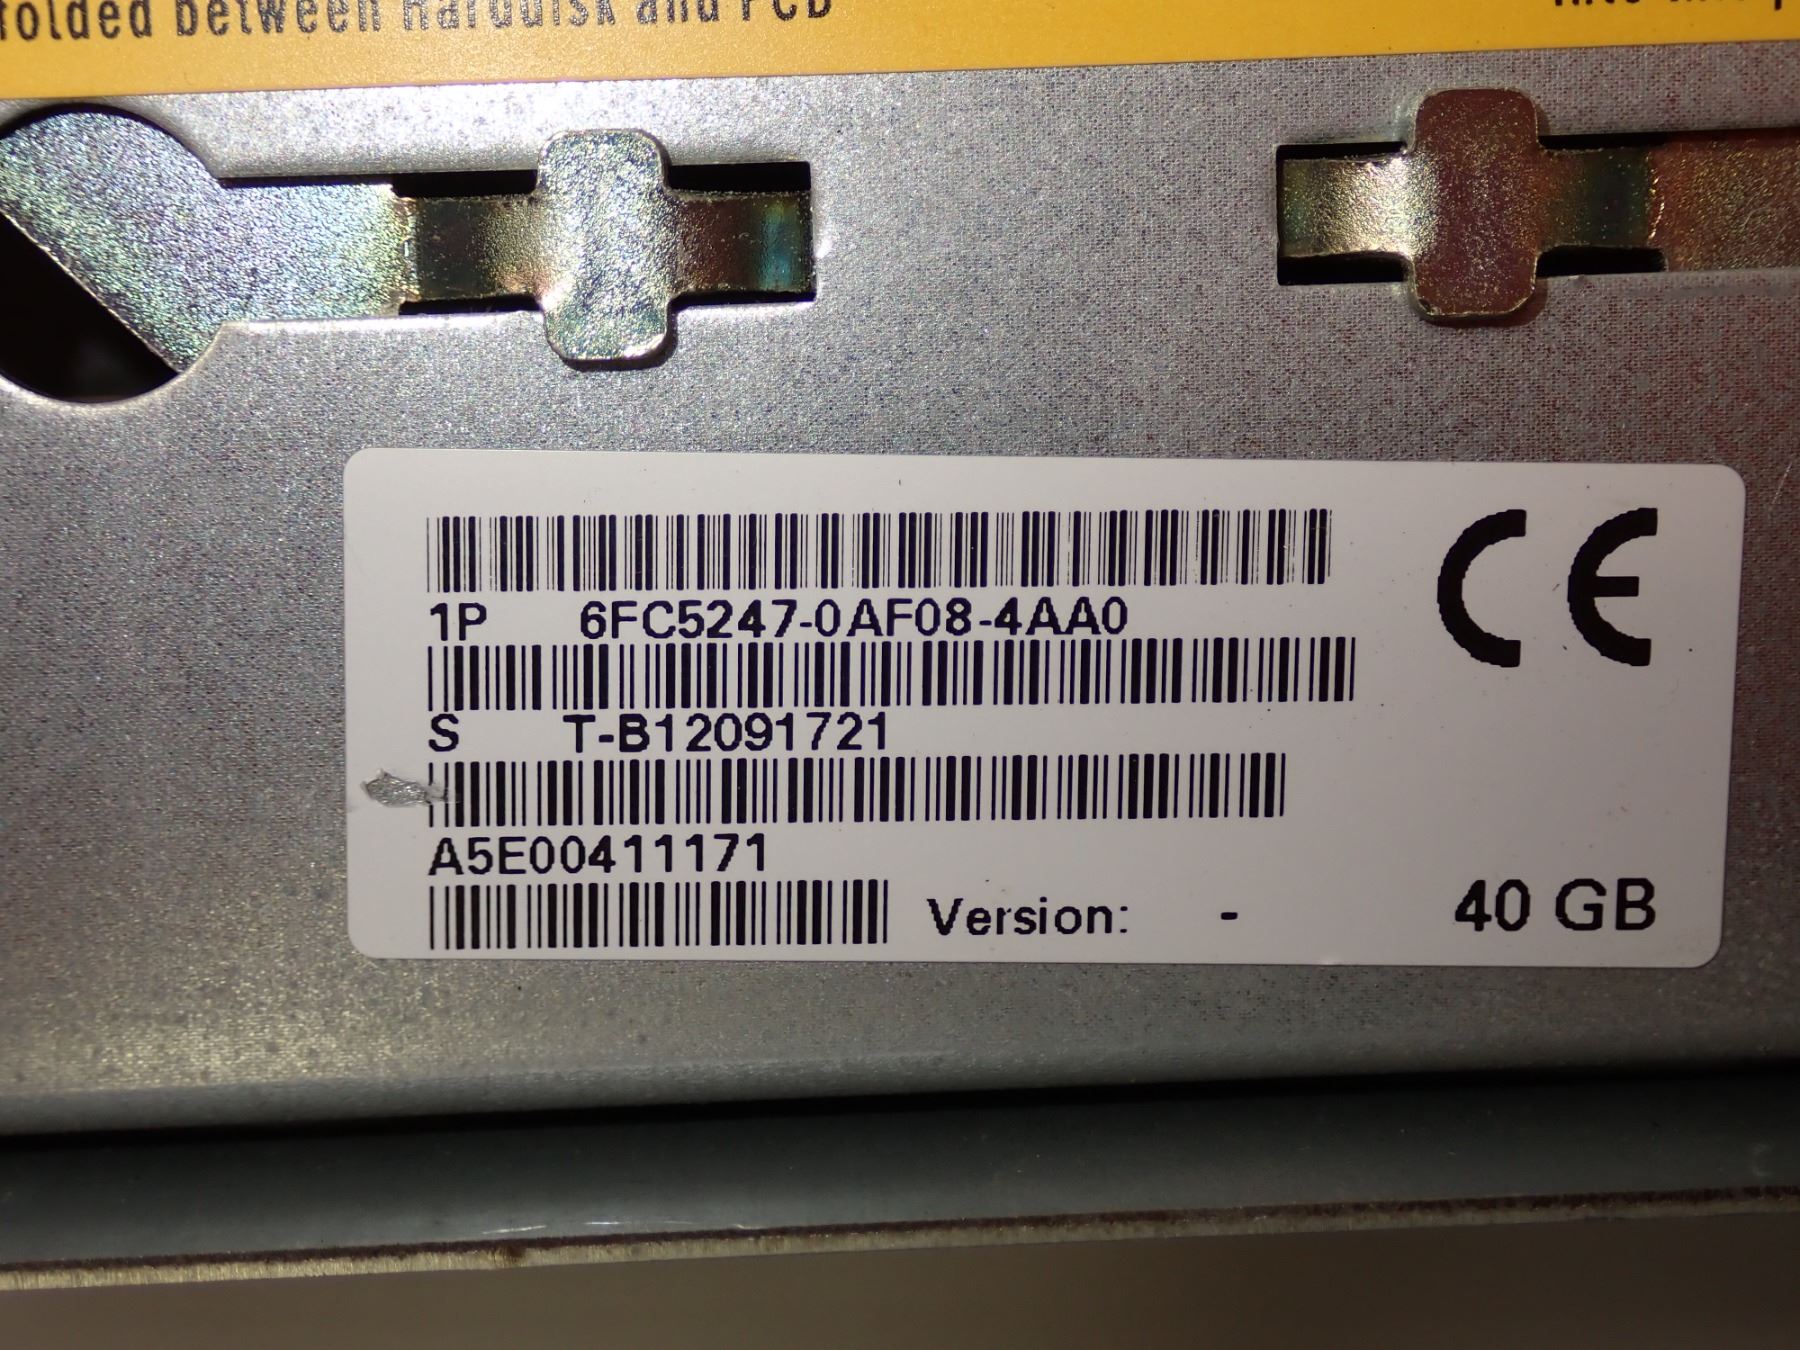 folded between Harddisk and PCB
1P 6FC5247-0AF08-4AA0
S T-B12091721
A5E00411171
Version: - 40 GB
CE